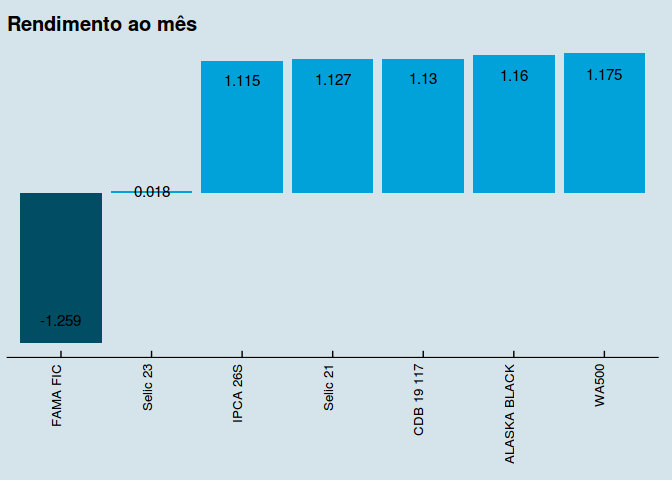 Rendimento ao mês
1.115
1.127
1.13
1.16
1.175
0.018
-1.259
FAMA FIC
Selic 23
IPCA 26S
Selic 21
CDB 19 117
ALASKA BLACK
WA500